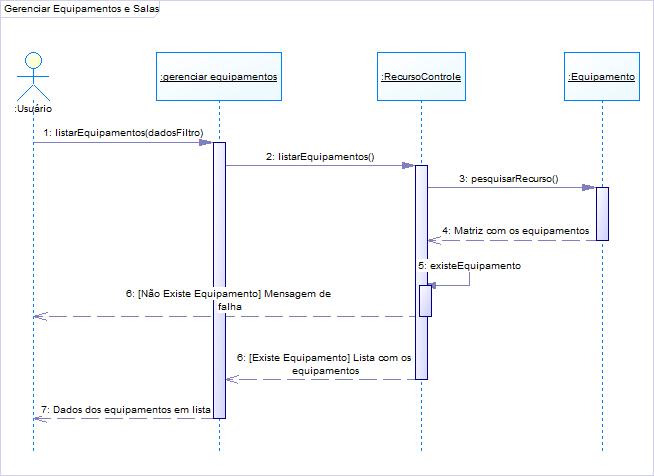 Gerenciar Equipamentos e Salas
:Usuário
:gerenciar equipamentos
:RecursoControle
:Equipamento
1: listarEquipamentos(dadosFiltro)
2: listarEquipamentos()
3: pesquisarRecurso()
4: Matriz com os equipamentos
5: existeEquipamento
6: [Não Existe Equipamento] Mensagem de
falha
6: [Existe Equipamento] Lista com os
equipamentos
7: Dados dos equipamentos em lista